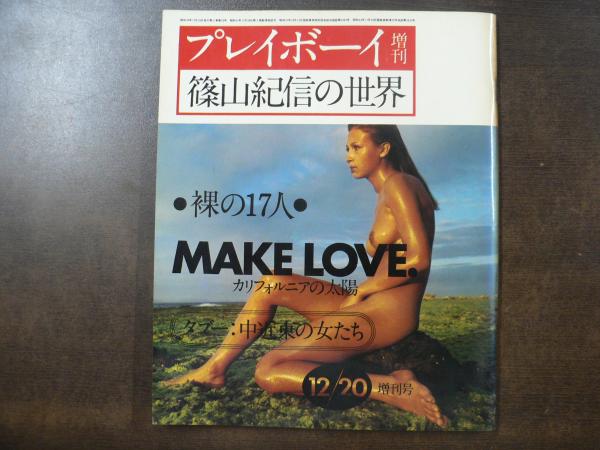 プレイボーイ増刊
篠山紀信の世界
●裸の17人●
MAKE LOVE.
カリフォルニアの太陽
タブー:中近東の女たち
12/20 増刊号